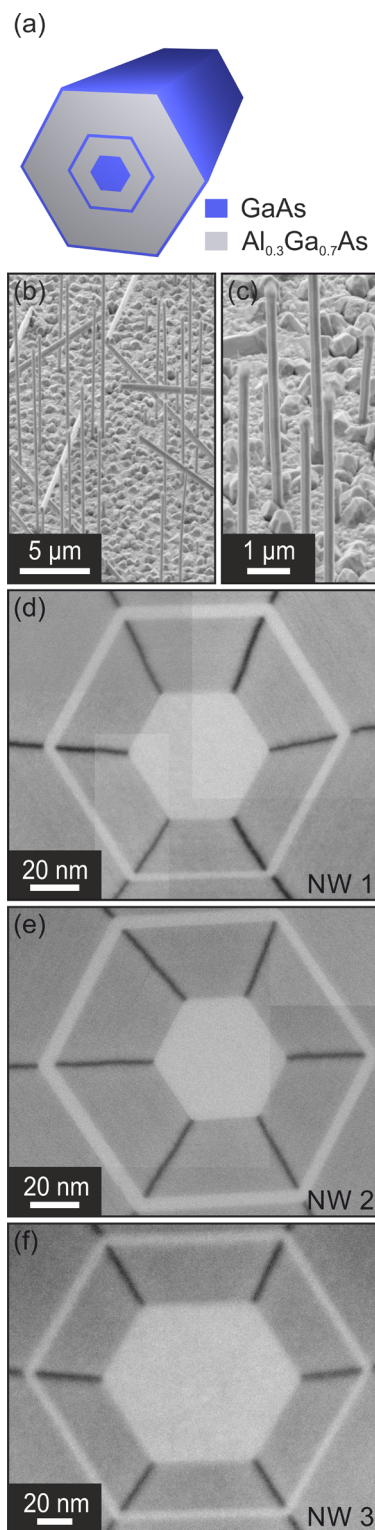 (a)
GaAs
Al₀.₃Ga₀.₇As
(b)
5 µm
(c)
1 µm
(d)
20 nm
NW 1
(e)
20 nm
NW 2
(f)
20 nm
NW 3